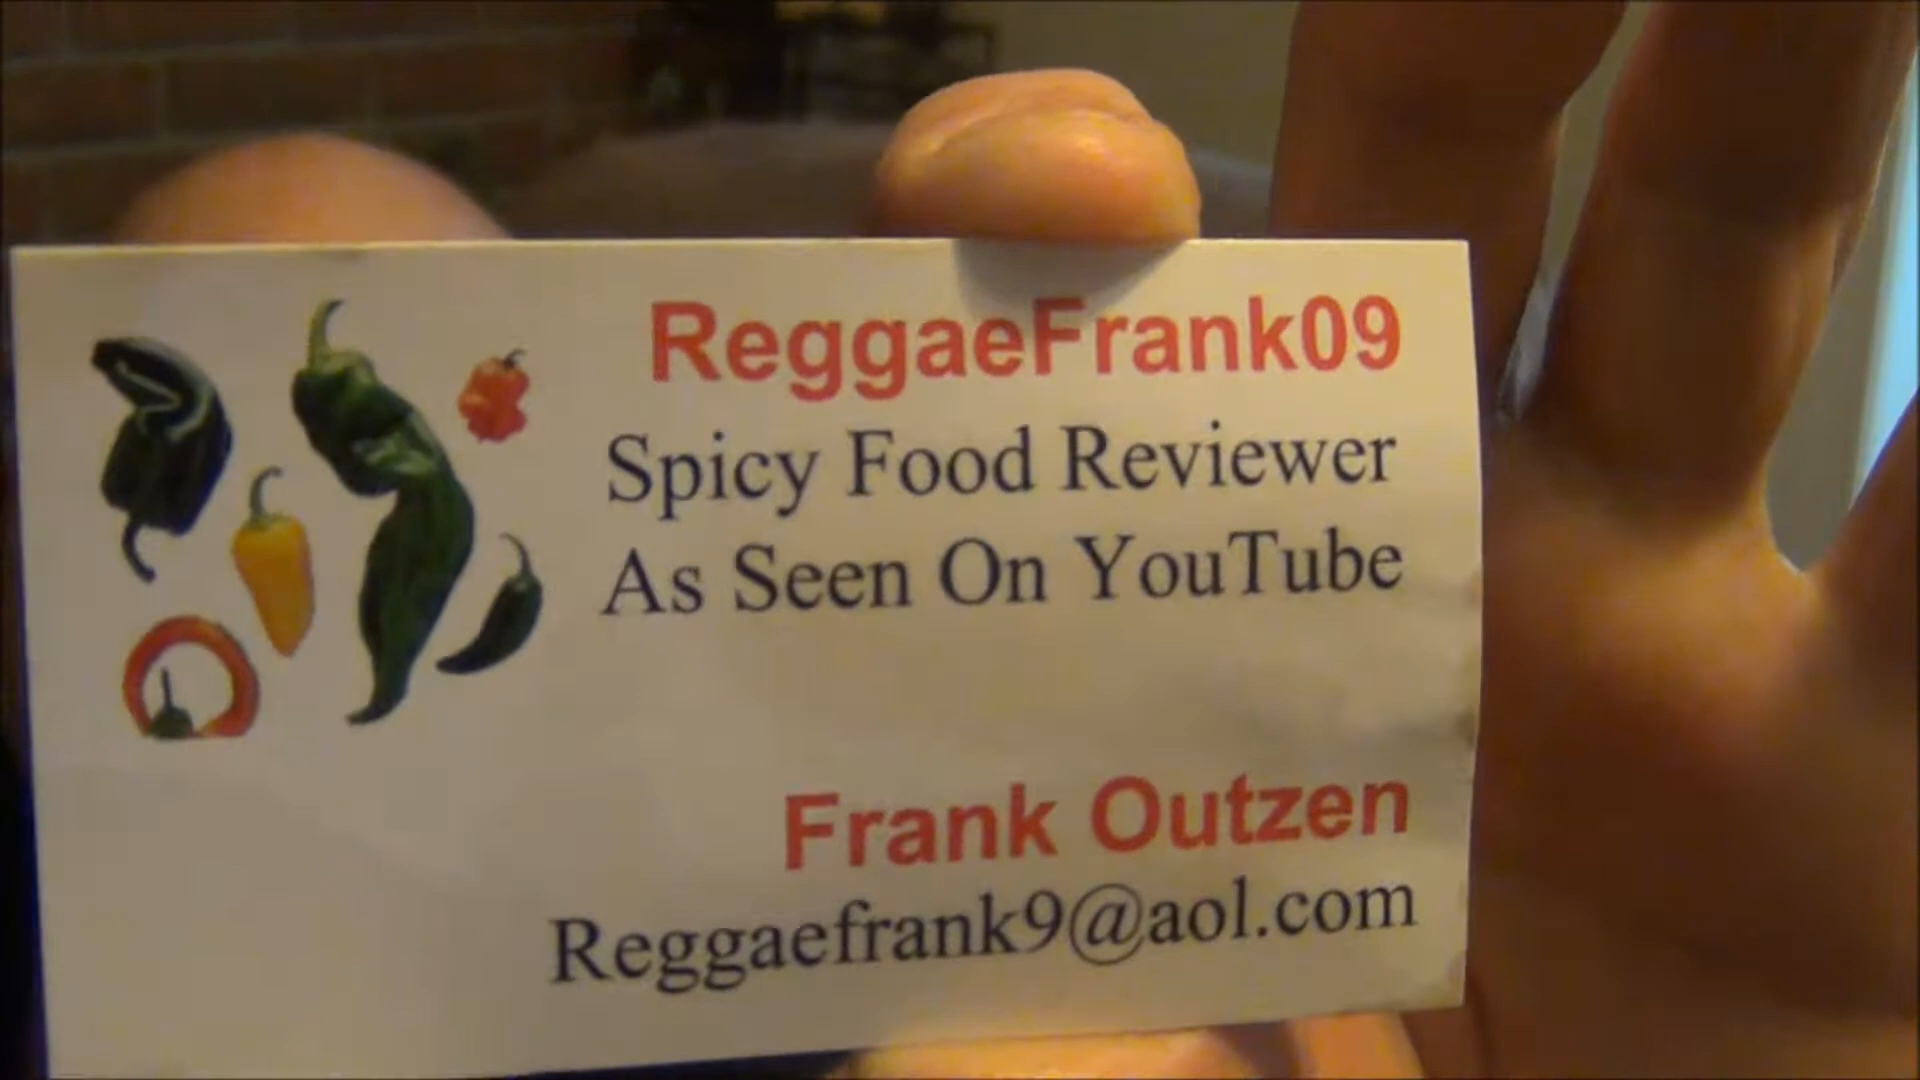 ReggaeFrank09
Spicy Food Reviewer
As Seen On YouTube
Frank Outzen
Reggaefrank9@aol.com